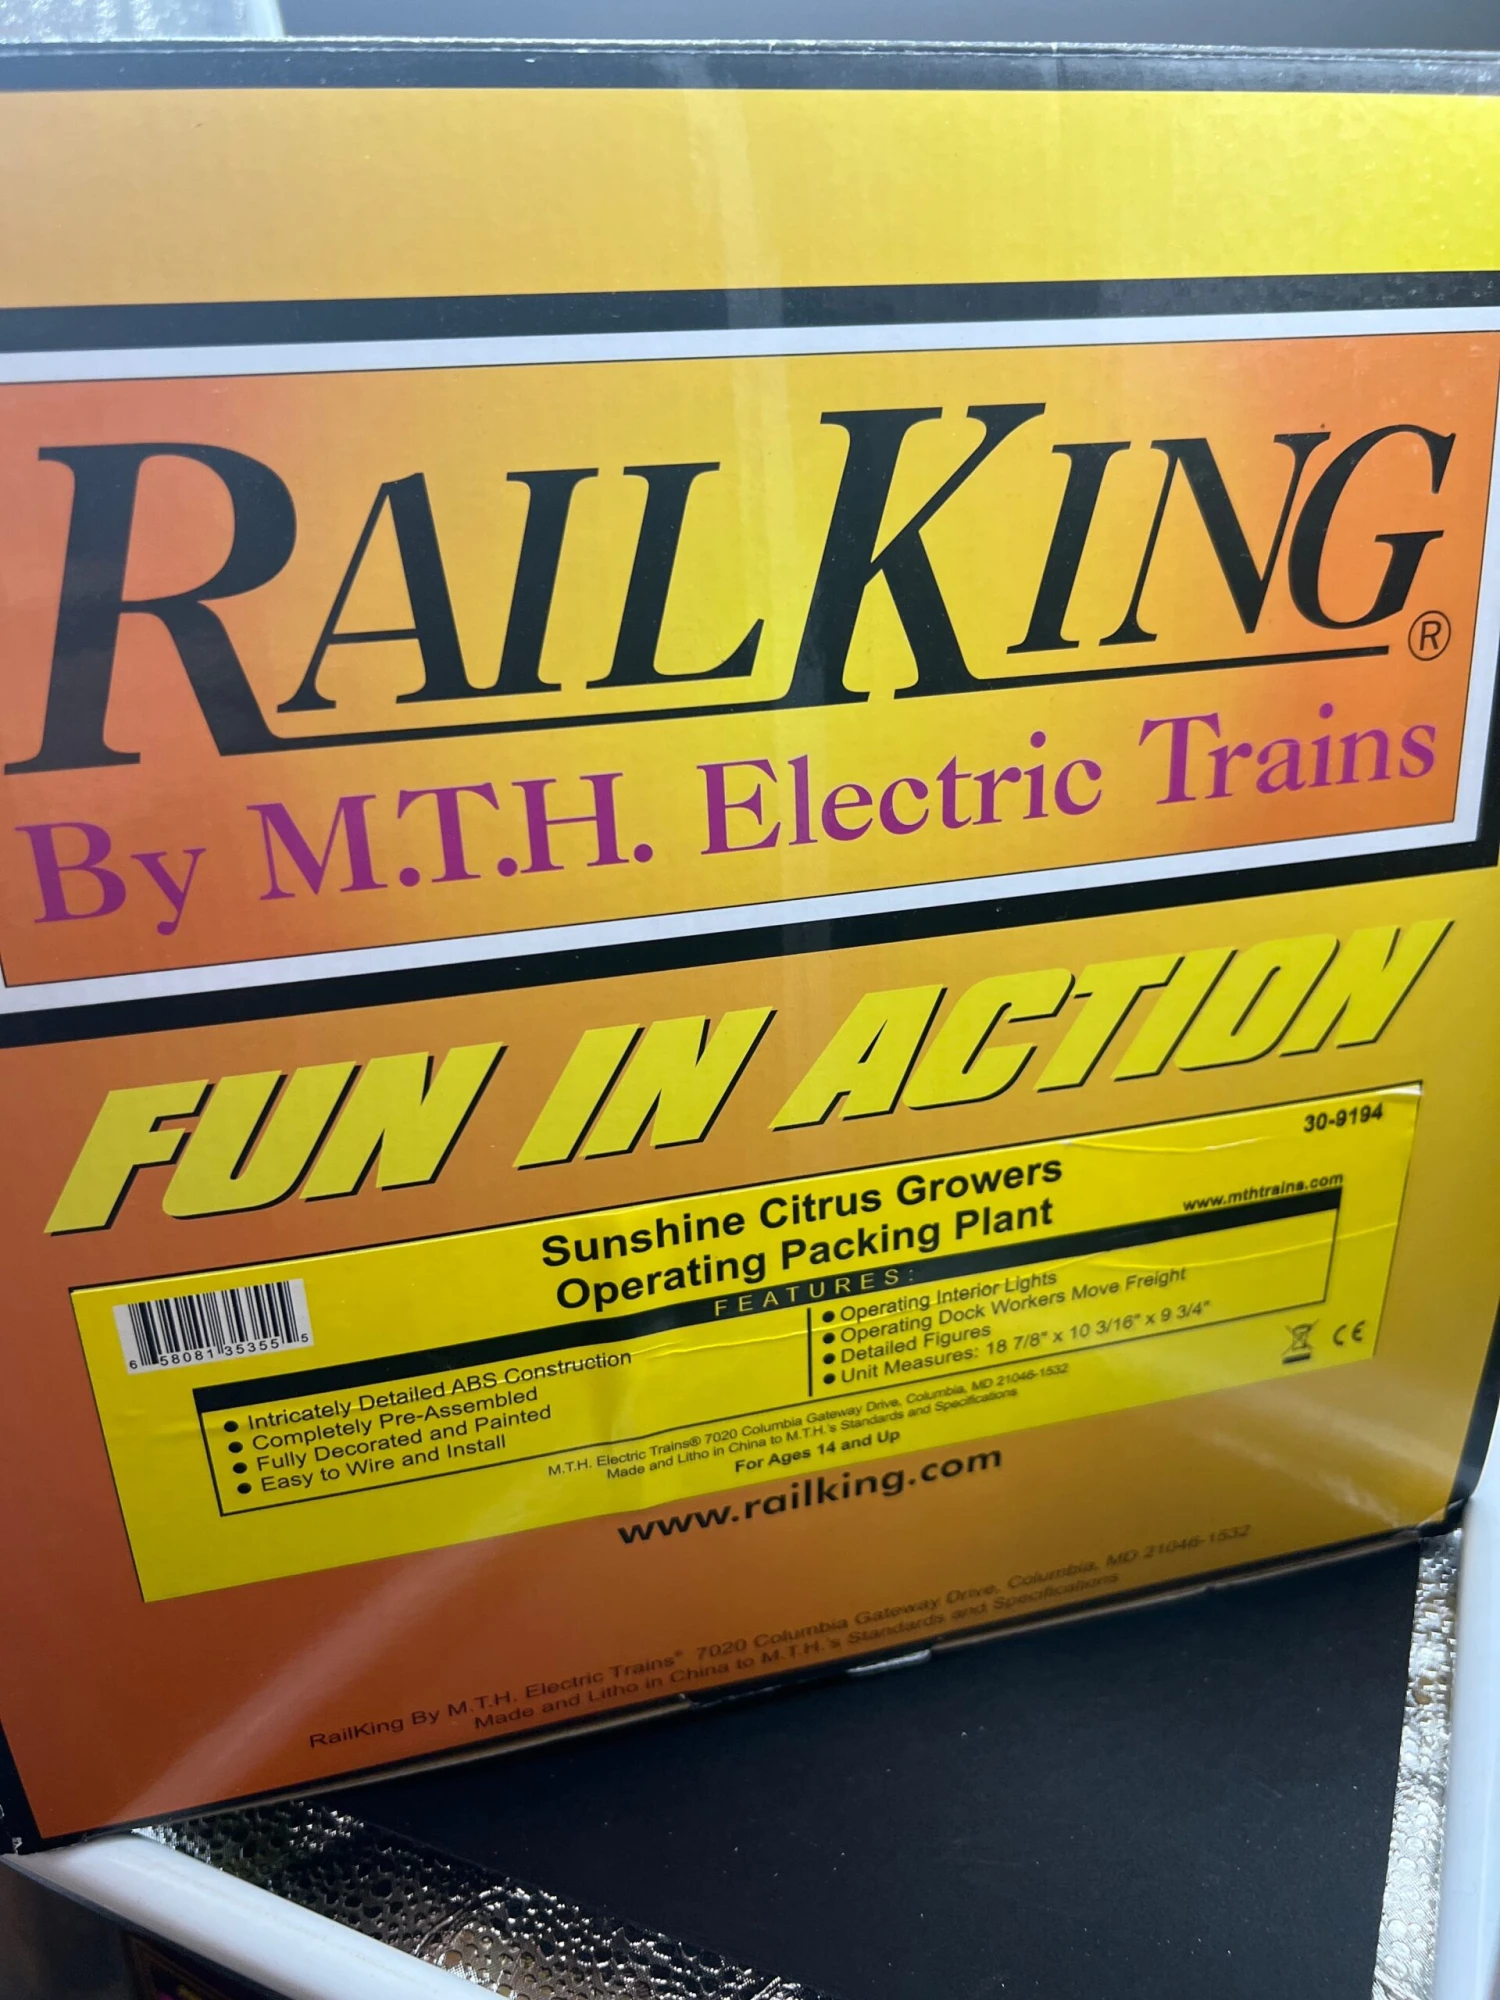 RAILKING®
By M.T.H. Electric Trains
FUN IN ACTION
30-9194
Sunshine Citrus Growers
Operating Packing Plant
www.mthtrains.com
FEATURES:
6 58081 35355 5
• Intricately Detailed ABS Construction
• Completely Pre-Assembled
• Fully Decorated and Painted
• Easy to Wire and Install
• Operating Interior Lights
• Operating Dock Workers Move Freight
• Detailed Figures
• Unit Measures: 18 7/8" x 10 3/16" x 9 3/4"
CE
M.T.H. Electric Trains® 7020 Columbia Gateway Drive, Columbia, MD 21046-1532
Made and Litho in China to M.T.H.'s Standards and Specifications
For Ages 14 and Up
www.railking.com
RailKing By M.T.H. Electric Trains® 7020 Columbia Gateway Drive, Columbia, MD 21046-1532
Made and Litho in China to M.T.H.'s Standards and Specifications